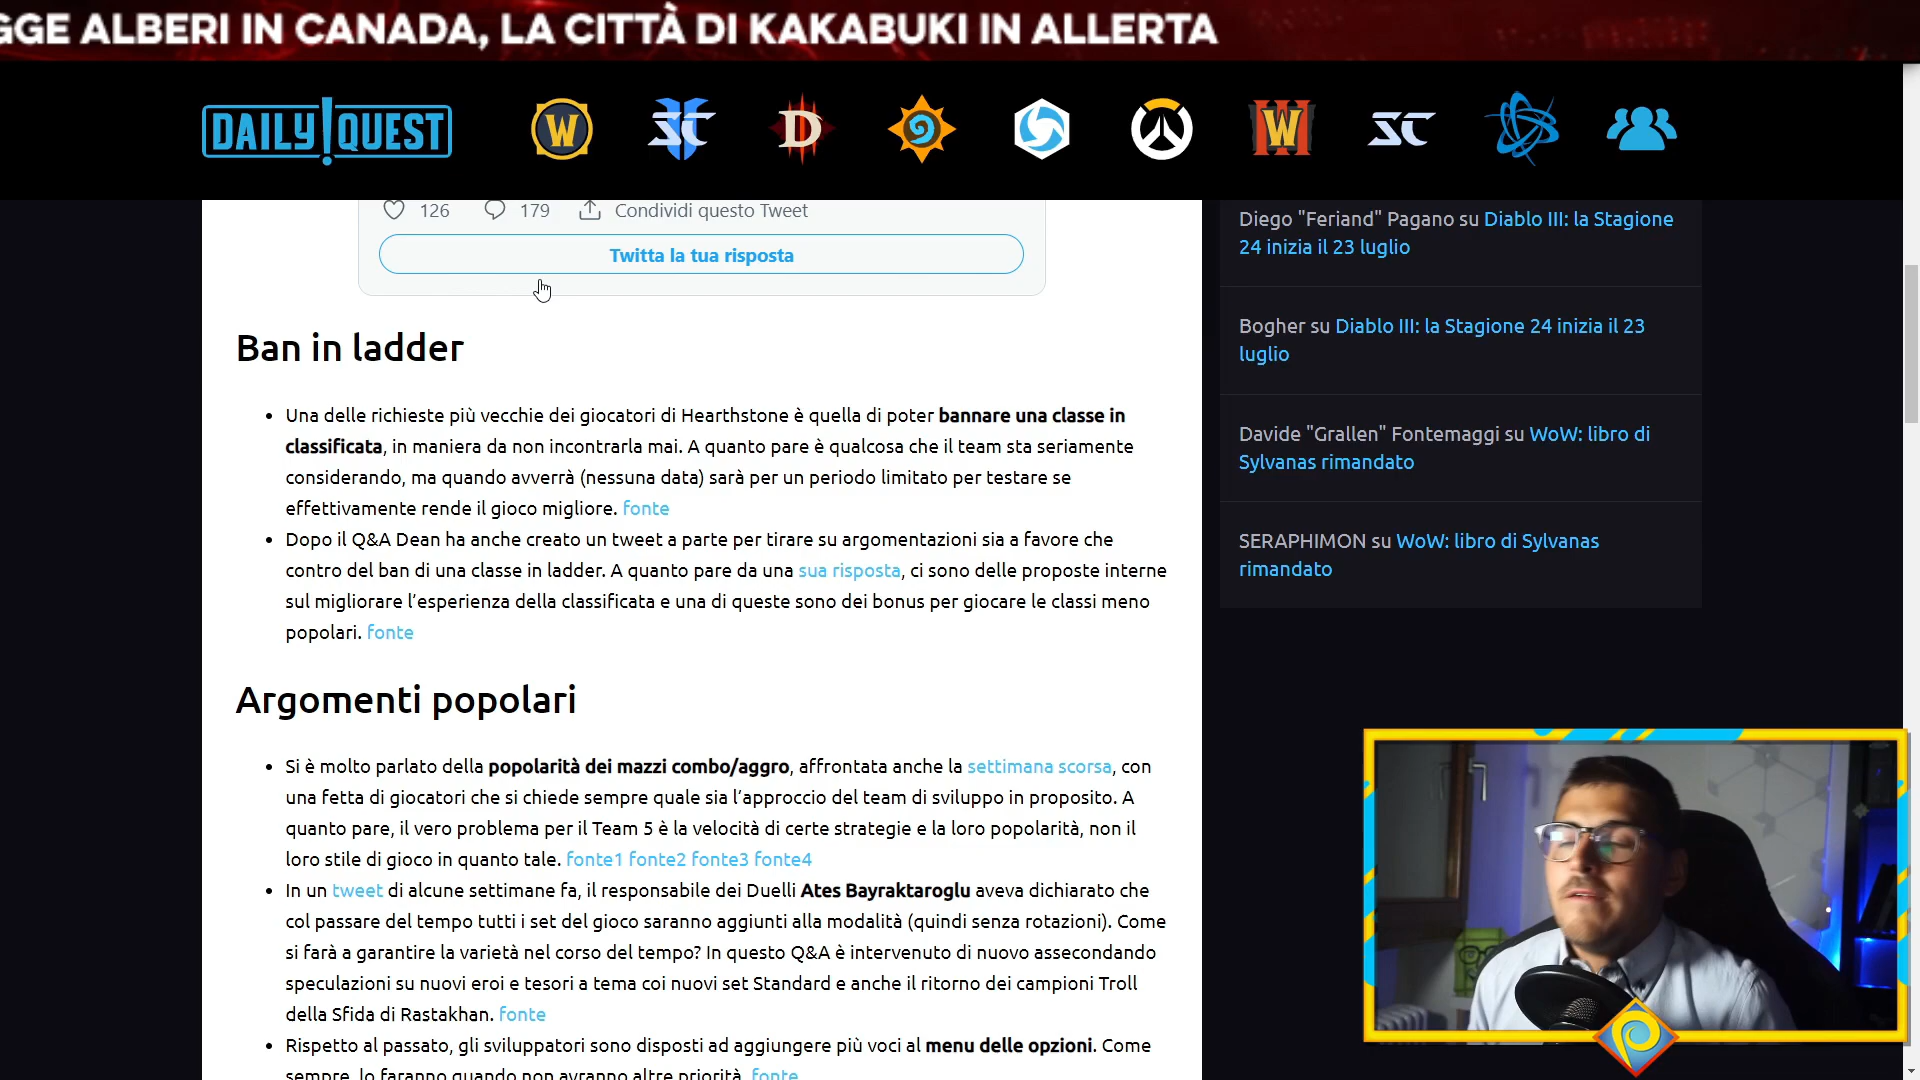 GGE ALBERI IN CANADA, LA CITTÀ DI KAKABUKI IN ALLERTA
DAILY QUEST
W
SC
D
W
SC
126 179 Condividi questo Tweet
Twitta la tua risposta
Ban in ladder
• Una delle richieste più vecchie dei giocatori di Hearthstone è quella di poter bannare una classe in
classificata, in maniera da non incontrarla mai. A quanto pare è qualcosa che il team sta seriamente
considerando, ma quando avverrà (nessuna data) sarà per un periodo limitato per testare se
effettivamente rende il gioco migliore. fonte
• Dopo il Q&A Dean ha anche creato un tweet a parte per tirare su argomentazioni sia a favore che
contro del ban di una classe in ladder. A quanto pare da una sua risposta, ci sono delle proposte interne
sul migliorare l'esperienza della classificata e una di queste sono dei bonus per giocare le classi meno
popolari. fonte
Argomenti popolari
• Si è molto parlato della popolarità dei mazzi combo/aggro, affrontata anche la settimana scorsa, con
una fetta di giocatori che si chiede sempre quale sia l'approccio del team di sviluppo in proposito. A
quanto pare, il vero problema per il Team 5 è la velocità di certe strategie e la loro popolarità, non il
loro stile di gioco in quanto tale. fonte1 fonte2 fonte3 fonte4
• In un tweet di alcune settimane fa, il responsabile dei Duelli Ates Bayraktaroglu aveva dichiarato che
col passare del tempo tutti i set del gioco saranno aggiunti alla modalità (quindi senza rotazioni). Come
si farà a garantire la varietà nel corso del tempo? In questo Q&A è intervenuto di nuovo assecondando
speculazioni su nuovi eroi e tesori a tema coi nuovi set Standard e anche il ritorno dei campioni Troll
della Sfida di Rastakhan. fonte
• Rispetto al passato, gli sviluppatori sono disposti ad aggiungere più voci al menu delle opzioni. Come
sempre, lo faranno quando non avranno altre priorità. fonte
Diego "Feriand" Pagano su Diablo III: la Stagione
24 inizia il 23 luglio
Bogher su Diablo III: la Stagione 24 inizia il 23
luglio
Davide "Grallen" Fontemaggi su WoW: libro di
Sylvanas rimandato
SERAPHIMON su WoW: libro di Sylvanas
rimandato